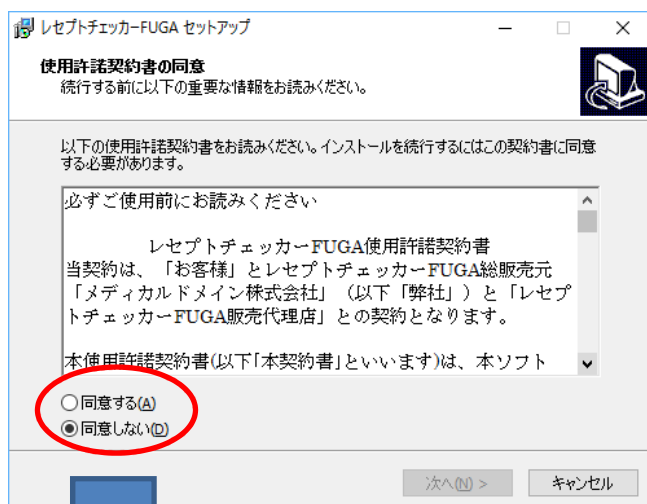 レセプトチェッカーFUGA セットアップ
使用許諾契約書の同意
続行する前に以下の重要な情報をお読みください。
以下の使用許諾契約書をお読みください。インストールを続行するにはこの契約書に同意
する必要があります。
必ずご使用前にお読みください
レセプトチェッカーFUGA使用許諾契約書
当契約は、「お客様」とレセプトチェッカーFUGA総販売元
「メディカルドメイン株式会社」（以下「弊社」）と「レセプ
トチェッカーFUGA販売代理店」との契約となります。
本使用許諾契約書(以下「本契約書」といいます)は、本ソフト
同意する(A)
同意しない(D)
次へ(N) >
キャンセル